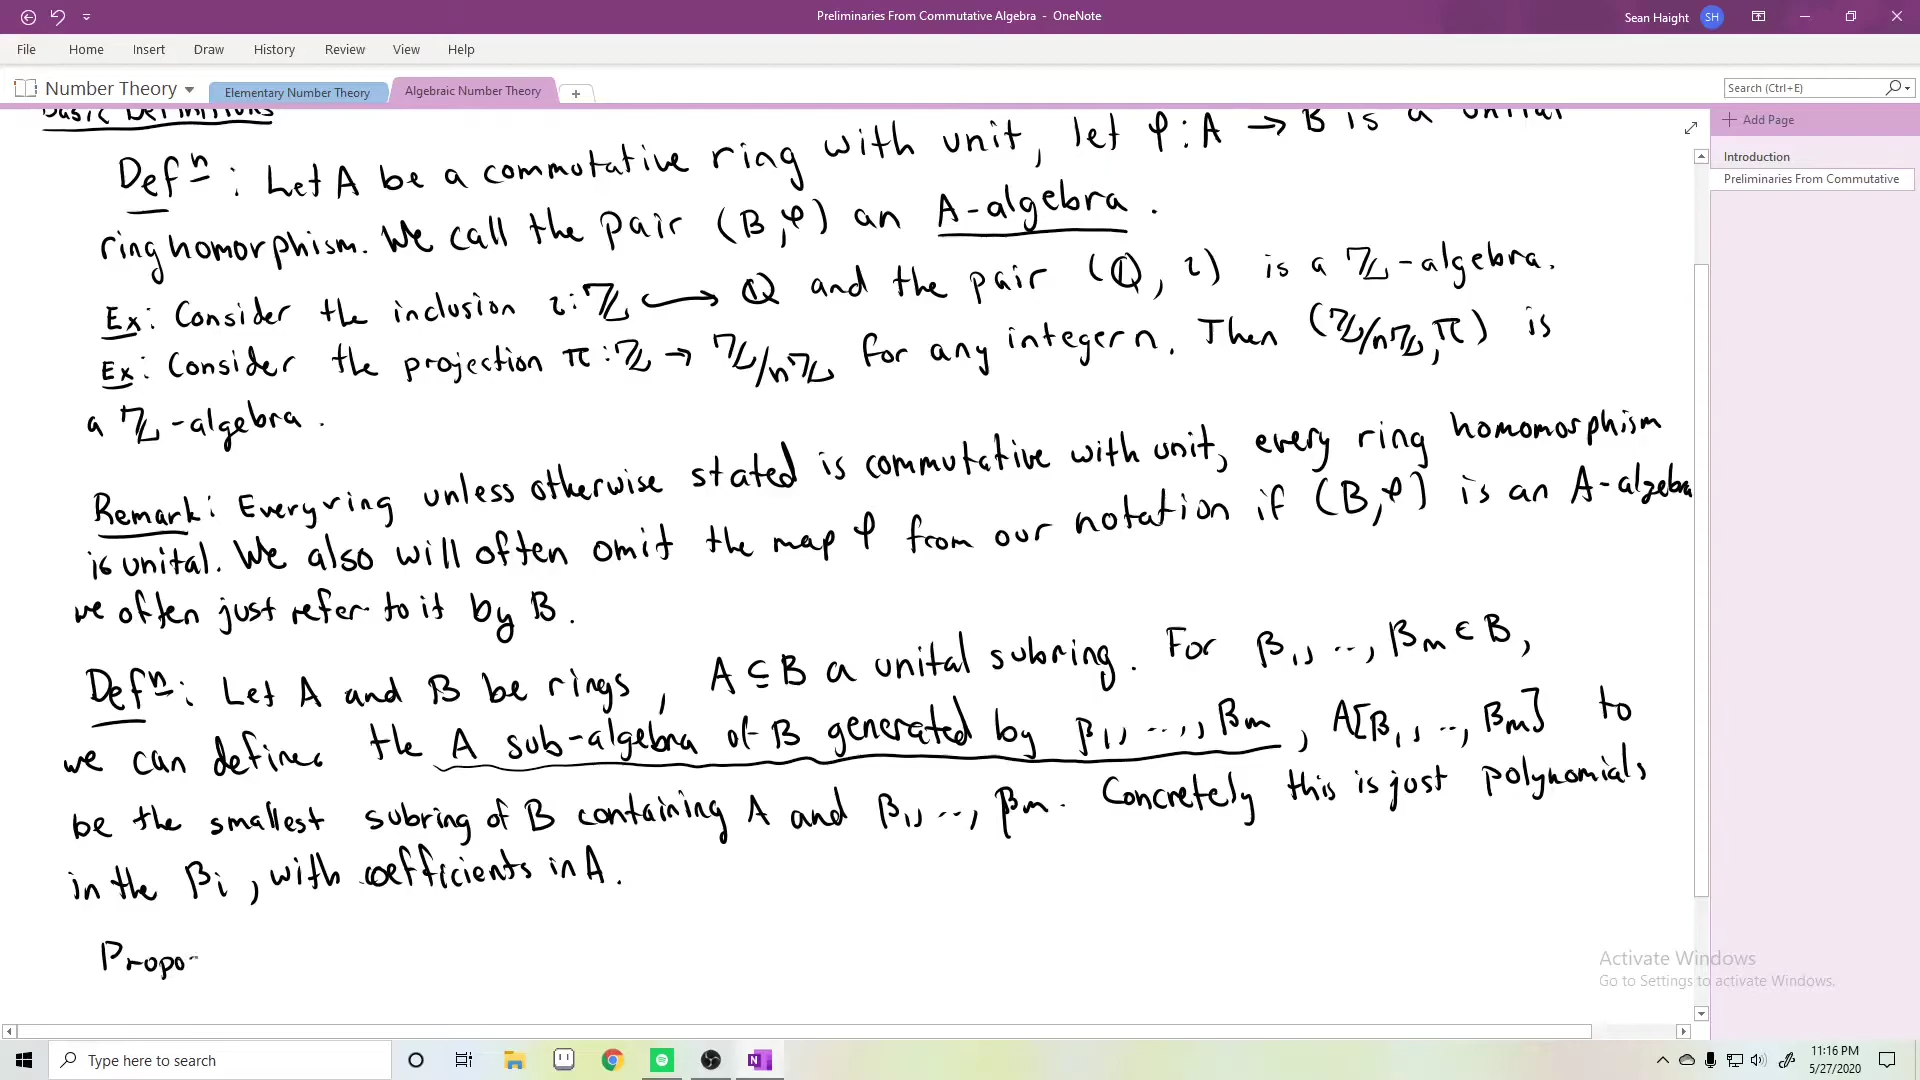 Preliminaries From Commutative Algebra - OneNote
Sean Haight SH
File Home Insert Draw History Review View Help
Number Theory Elementary Number Theory Algebraic Number Theory +
Search (Ctrl+E)
Add Page
Introduction
Preliminaries From Commutative
Basic Definitions
Defⁿ: Let A be a commutative ring with unit, let φ: A → B is a unital
ring homorphism. We call the pair (B, φ) an A-algebra.
Ex: Consider the inclusion ι: ℤ ↪ ℚ and the pair (ℚ, ι) is a ℤ-algebra.
Ex: Consider the projection π: ℤ → ℤ/nℤ for any integer n. Then (ℤ/nℤ, π) is
a ℤ-algebra.
Remark: Every ring unless otherwise stated is commutative with unit, every ring homomorphism
is unital. We also will often omit the map φ from our notation if (B, φ) is an A-algebra
we often just refer to it by B.
Defⁿ: Let A and B be rings, A ⊆ B a unital subring. For β₁, .., βₘ ∈ B,
we can define the A sub-algebra of B generated by β₁, ..., βₘ, A[β₁, .., βₘ] to
be the smallest subring of B containing A and β₁, .., βₘ. Concretely this is just polynomials
in the βᵢ, with coefficients in A.
Propo
Activate Windows
Go to Settings to activate Windows.
Type here to search
11:16 PM
5/27/2020